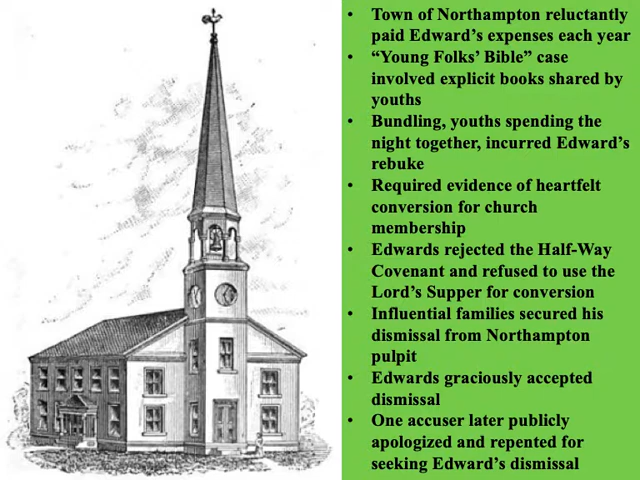 • Town of Northampton reluctantly
paid Edward’s expenses each year
• “Young Folks’ Bible” case
involved explicit books shared by
youths
• Bundling, youths spending the
night together, incurred Edward’s
rebuke
• Required evidence of heartfelt
conversion for church
membership
• Edwards rejected the Half-Way
Covenant and refused to use the
Lord’s Supper for conversion
• Influential families secured his
dismissal from Northampton
pulpit
• Edwards graciously accepted
dismissal
• One accuser later publicly
apologized and repented for
seeking Edward’s dismissal